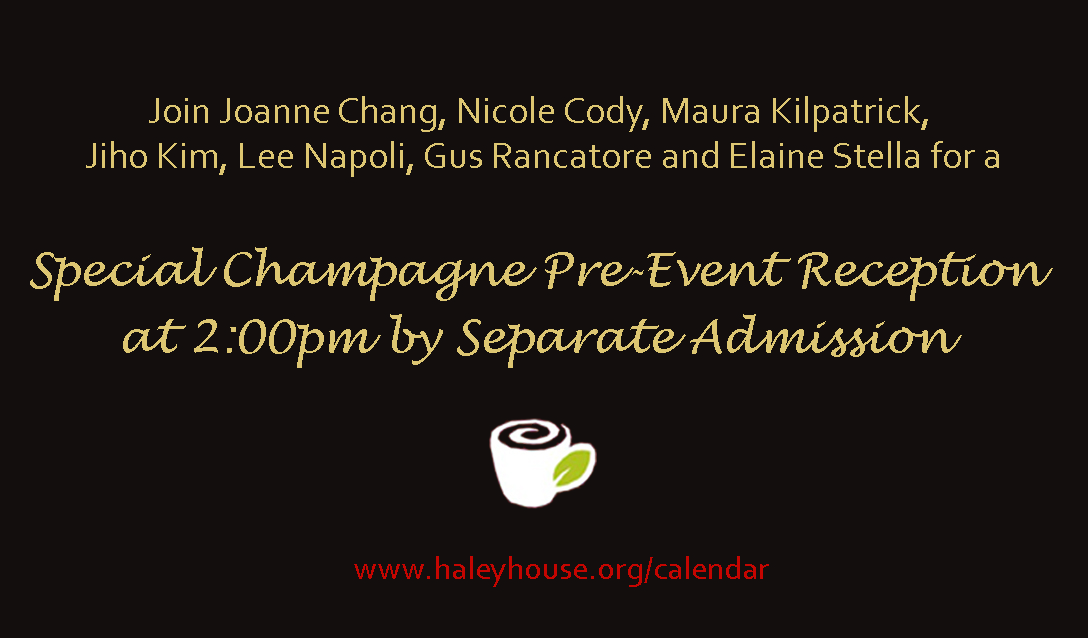 Join Joanne Chang, Nicole Cody, Maura Kilpatrick,
Jiho Kim, Lee Napoli, Gus Rancatore and Elaine Stella for a
Special Champagne Pre~Event Reception
at 2:00pm by Separate Admission
www.haleyhouse.org/calendar